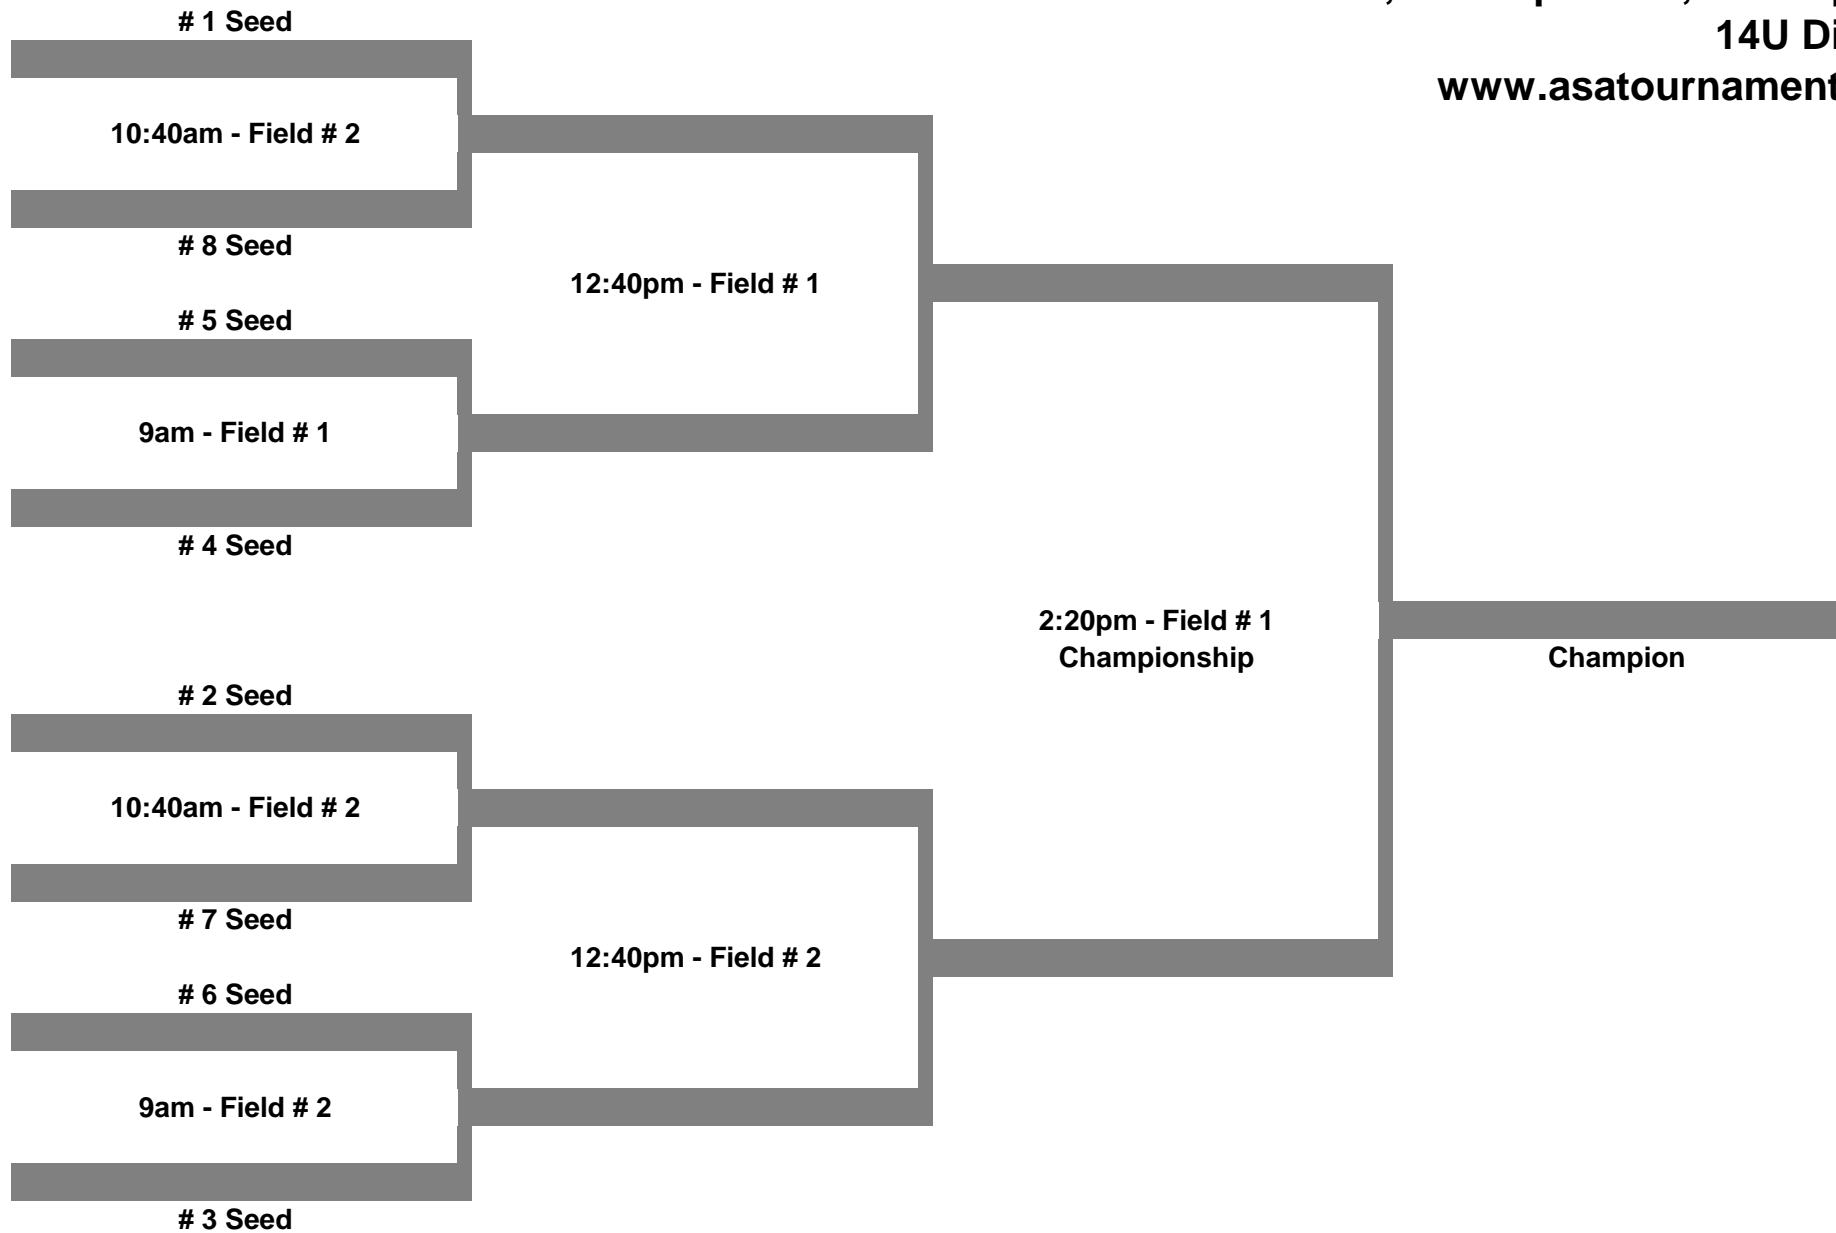 # 1 Seed
14U Di
www.asatournament
10:40am - Field # 2
# 8 Seed
12:40pm - Field # 1
# 5 Seed
9am - Field # 1
# 4 Seed
2:20pm - Field # 1
Championship
Champion
# 2 Seed
10:40am - Field # 2
# 7 Seed
12:40pm - Field # 2
# 6 Seed
9am - Field # 2
# 3 Seed